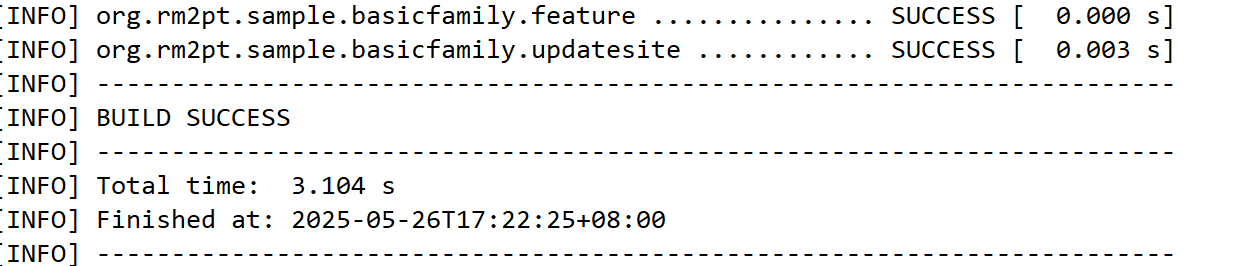 [INFO] org.rm2pt.sample.basicfamily.feature ............... SUCCESS [  0.000 s]
[INFO] org.rm2pt.sample.basicfamily.updatesite ............ SUCCESS [  0.003 s]
[INFO] ------------------------------------------------------------------------
[INFO] BUILD SUCCESS
[INFO] ------------------------------------------------------------------------
[INFO] Total time:  3.104 s
[INFO] Finished at: 2025-05-26T17:22:25+08:00
[INFO] ------------------------------------------------------------------------